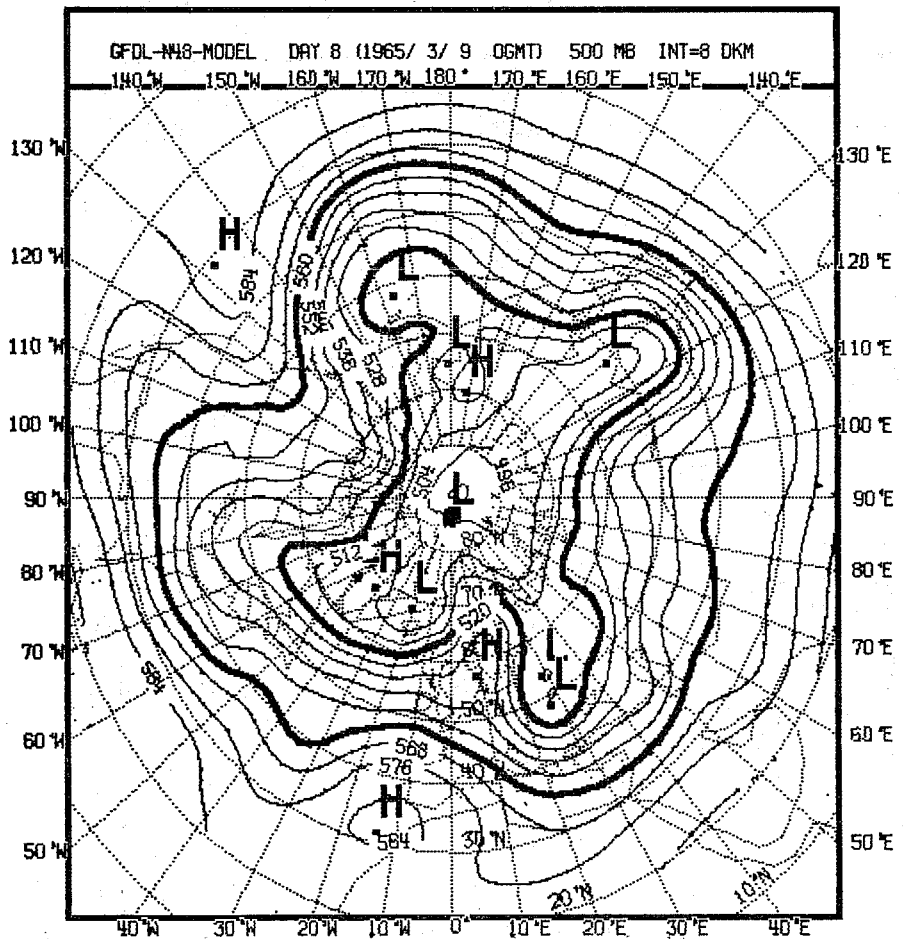 GFDL-N48-MODEL DAY 8 (1965/ 3/ 9 0GMT) 500 MB INT=8 DKM
140°W 150°W 160°W 170°W 180° 170°E 160°E 150°E 140°E
130°W 130°E
H
120°W 120°E
L
584
560
552
L L
H
110°W 110°E
536 528
100°W 100°E
504 496
90°W L 90°E
80°N
512 H
80°W L 80°E
70°N
520
70°W H L 70°E
L
584
50°N
60°W 60°E
568
576 40°N
H
50°W 584 30°N 50°E
20°N 10°N
40°W 30°W 20°W 10°W 0° 10°E 20°E 30°E 40°E